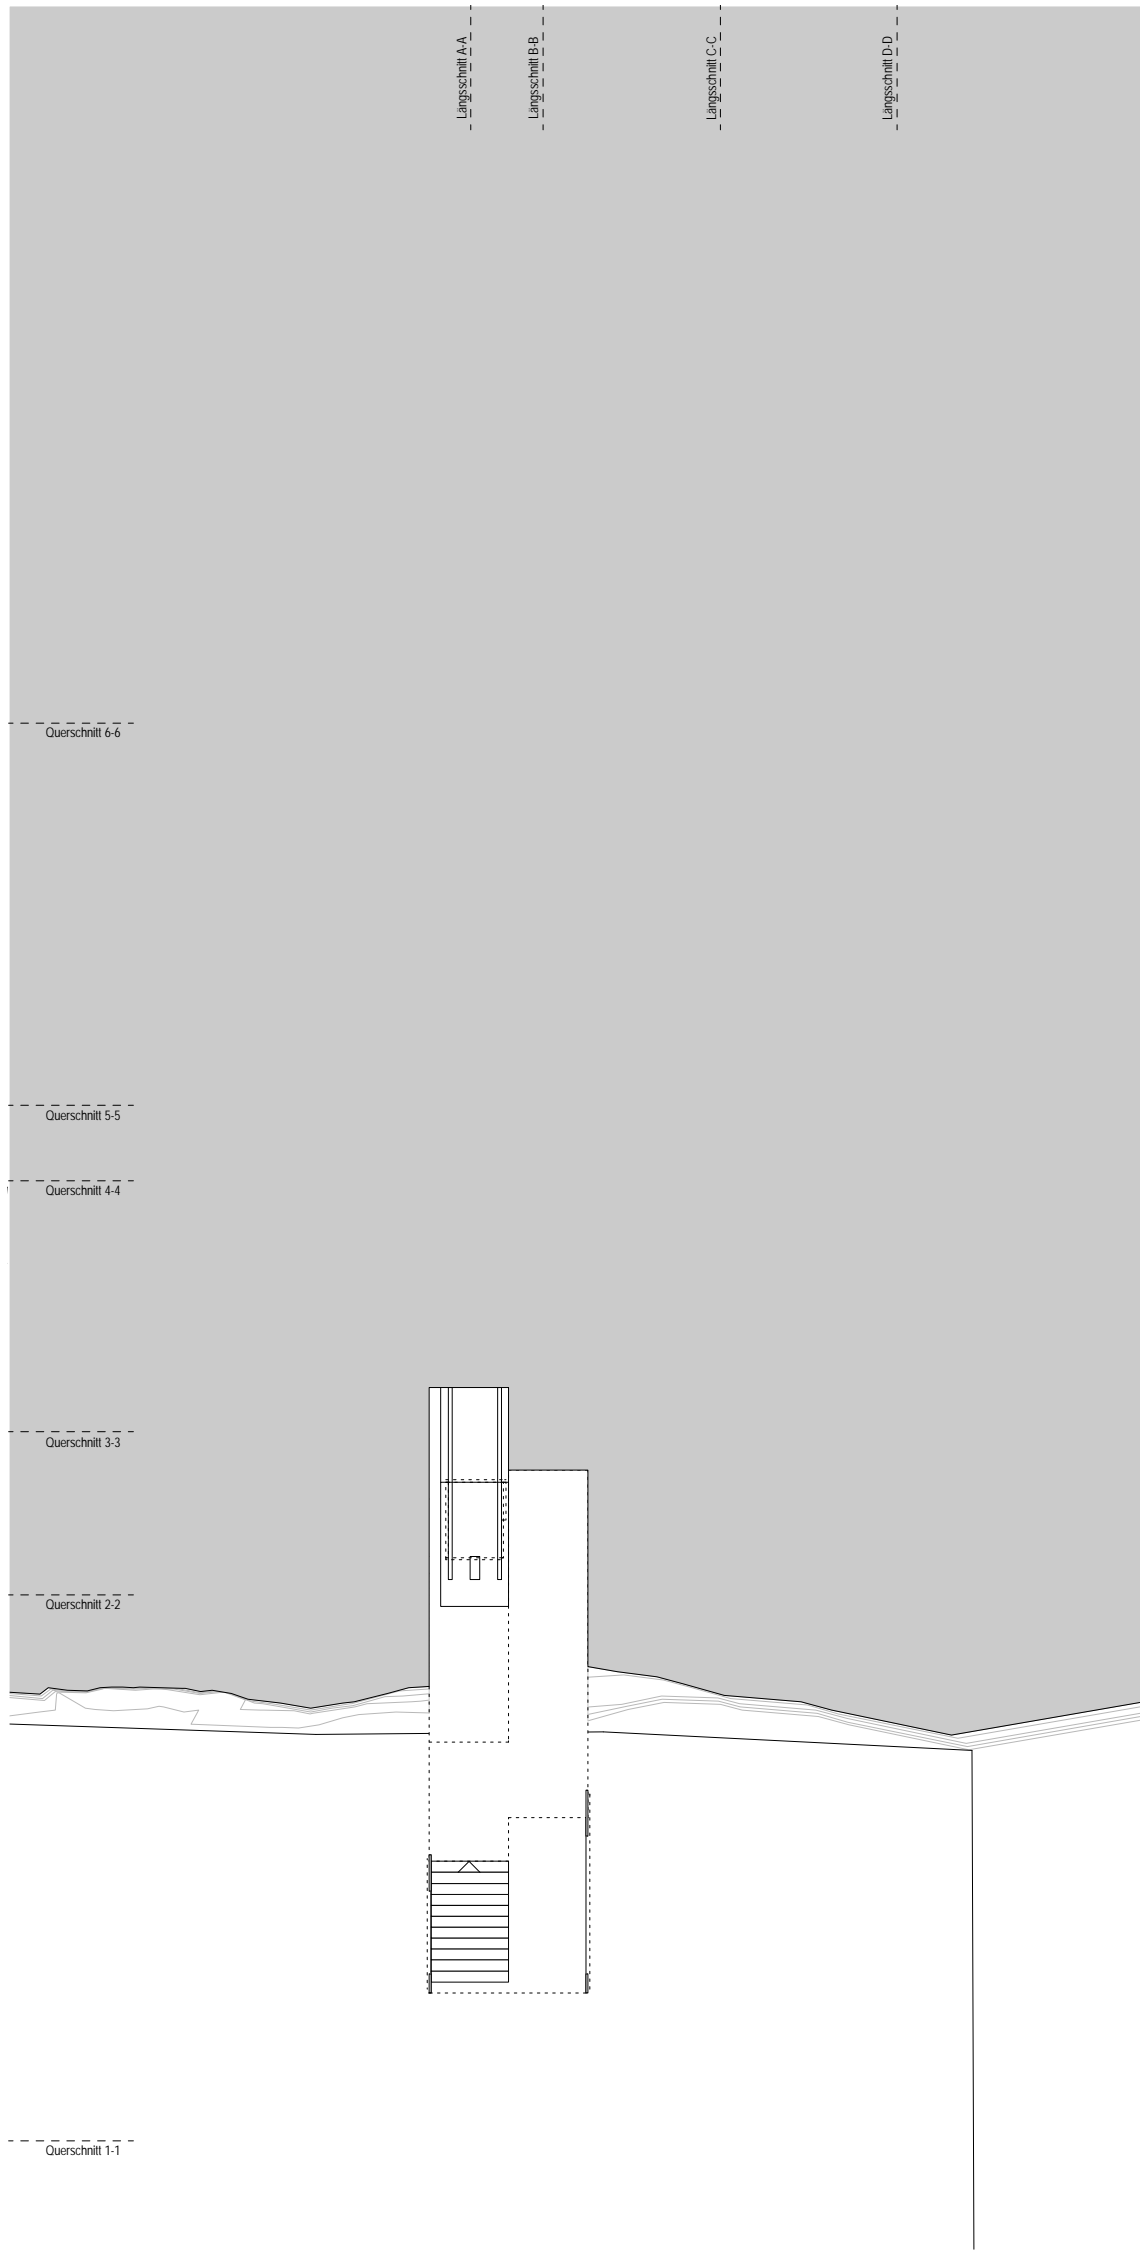 Längsschnitt A-A
Längsschnitt B-B
Längsschnitt C-C
Längsschnitt D-D
Querschnitt 6-6
Querschnitt 5-5
Querschnitt 4-4
Querschnitt 3-3
Querschnitt 2-2
Querschnitt 1-1